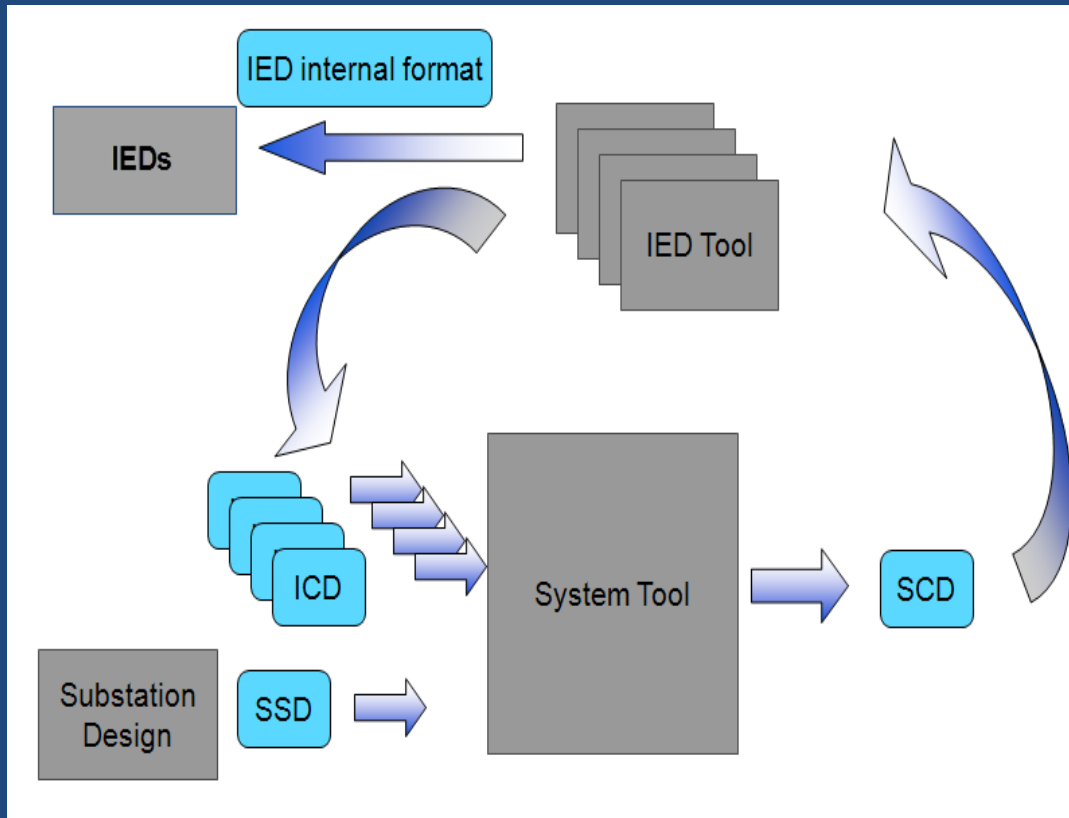 IED internal format
IEDs
IED Tool
ICD
System Tool
SCD
Substation
Design
SSD